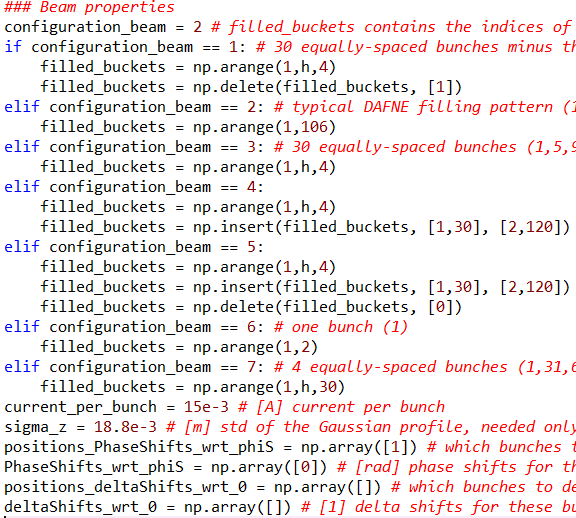 ### Beam properties
configuration_beam = 2 # filled_buckets contains the indices of
if configuration_beam == 1: # 30 equally-spaced bunches minus
    filled_buckets = np.arange(1,h,4)
    filled_buckets = np.delete(filled_buckets, [1])
elif configuration_beam == 2: # typical DAFNE filling pattern (1
    filled_buckets = np.arange(1,106)
elif configuration_beam == 3: # 30 equally-spaced bunches (1,5,9
    filled_buckets = np.arange(1,h,4)
elif configuration_beam == 4:
    filled_buckets = np.arange(1,h,4)
    filled_buckets = np.insert(filled_buckets, [1,30], [2,120])
elif configuration_beam == 5:
    filled_buckets = np.arange(1,h,4)
    filled_buckets = np.insert(filled_buckets, [1,30], [2,120])
    filled_buckets = np.delete(filled_buckets, [0])
elif configuration_beam == 6: # one bunch (1)
    filled_buckets = np.arange(1,2)
elif configuration_beam == 7: # 4 equally-spaced bunches (1,31,6
    filled_buckets = np.arange(1,h,30)
current_per_bunch = 15e-3 # [A] current per bunch
sigma_z = 18.8e-3 # [m] std of the Gaussian profile, needed only
positions_PhaseShifts_wrt_phiS = np.array([1]) # which bunches
PhaseShifts_wrt_phiS = np.array([0]) # [rad] phase shifts for
positions_deltaShifts_wrt_0 = np.array([]) # which bunches to
deltaShifts_wrt_0 = np.array([]) # [1] delta shifts for these